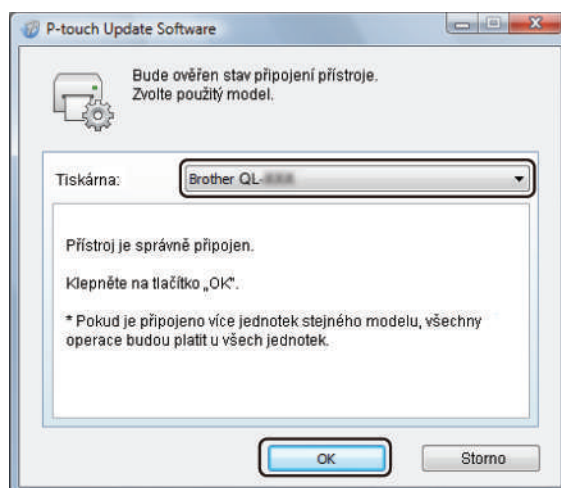 P-touch Update Software
Bude ověřen stav připojení přístroje.
Zvolte použitý model.
Tiskárna:
Brother QL-
Přístroj je správně připojen.
Klepněte na tlačítko „OK".
* Pokud je připojeno více jednotek stejného modelu, všechny
operace budou platit u všech jednotek.
OK
Storno